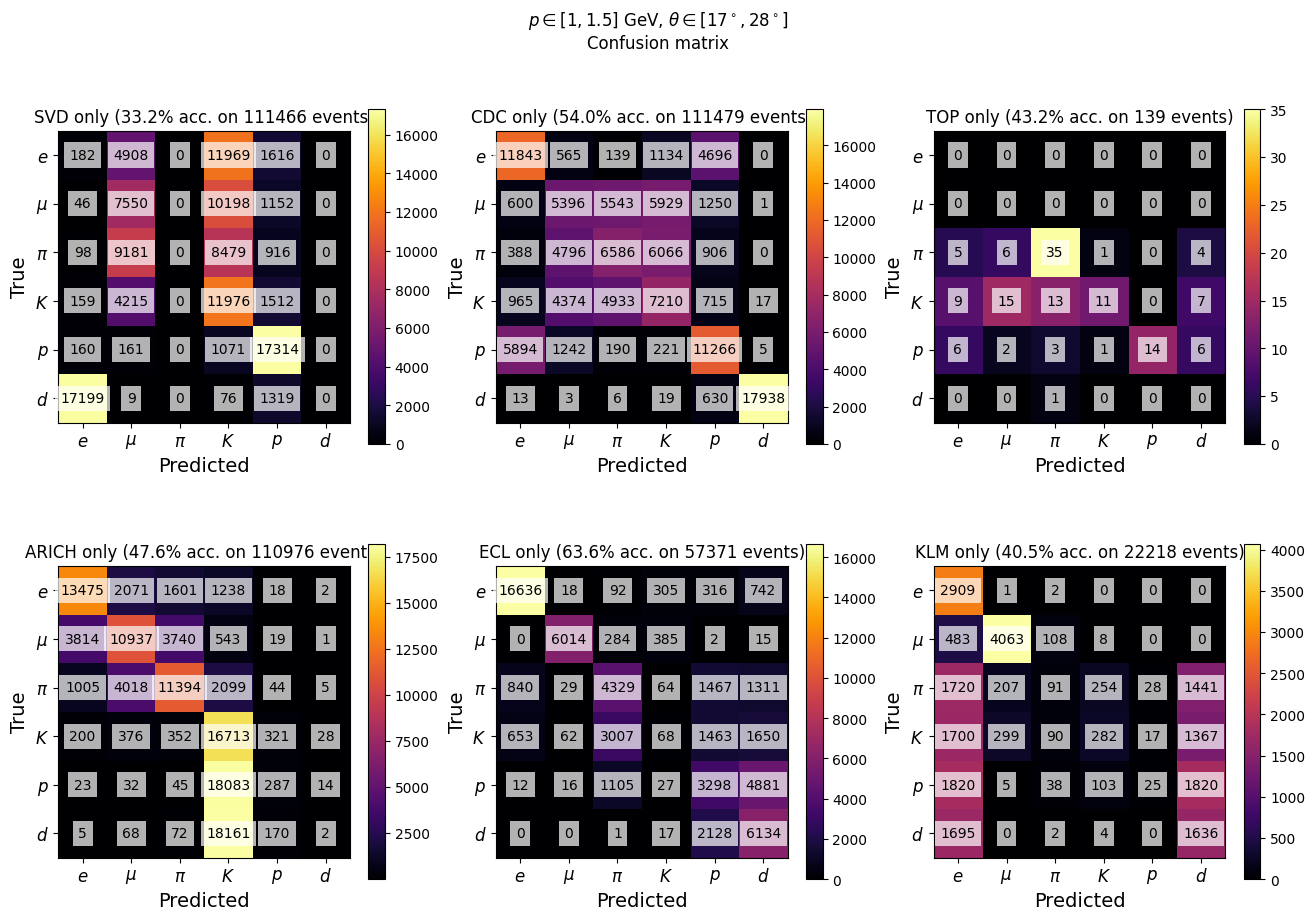 p ∈ [1, 1.5] GeV, θ ∈ [17°, 28°]
Confusion matrix
SVD only (33.2% acc. on 111466 events
e 182 4908 0 11969 1616 0
μ 46 7550 0 10198 1152 0
π 98 9181 0 8479 916 0
K 159 4215 0 11976 1512 0
p 160 161 0 1071 17314 0
d 17199 9 0 76 1319 0
e μ π K p d
True
Predicted
16000
14000
12000
10000
8000
6000
4000
2000
0
CDC only (54.0% acc. on 111479 events
e 11843 565 139 1134 4696 0
μ 600 5396 5543 5929 1250 1
π 388 4796 6586 6066 906 0
K 965 4374 4933 7210 715 17
p 5894 1242 190 221 11266 5
d 13 3 6 19 630 17938
e μ π K p d
True
Predicted
16000
14000
12000
10000
8000
6000
4000
2000
0
TOP only (43.2% acc. on 139 events)
e 0 0 0 0 0 0
μ 0 0 0 0 0 0
π 5 6 35 1 0 4
K 9 15 13 11 0 7
p 6 2 3 1 14 6
d 0 0 1 0 0 0
e μ π K p d
True
Predicted
35
30
25
20
15
10
5
0
ARICH only (47.6% acc. on 110976 event
e 13475 2071 1601 1238 18 2
μ 3814 10937 3740 543 19 1
π 1005 4018 11394 2099 44 5
K 200 376 352 16713 321 28
p 23 32 45 18083 287 14
d 5 68 72 18161 170 2
e μ π K p d
True
Predicted
17500
15000
12500
10000
7500
5000
2500
ECL only (63.6% acc. on 57371 events)
e 16636 18 92 305 316 742
μ 0 6014 284 385 2 15
π 840 29 4329 64 1467 1311
K 653 62 3007 68 1463 1650
p 12 16 1105 27 3298 4881
d 0 0 1 17 2128 6134
e μ π K p d
True
Predicted
16000
14000
12000
10000
8000
6000
4000
2000
0
KLM only (40.5% acc. on 22218 events)
e 2909 1 2 0 0 0
μ 483 4063 108 8 0 0
π 1720 207 91 254 28 1441
K 1700 299 90 282 17 1367
p 1820 5 38 103 25 1820
d 1695 0 2 4 0 1636
e μ π K p d
True
Predicted
4000
3500
3000
2500
2000
1500
1000
500
0